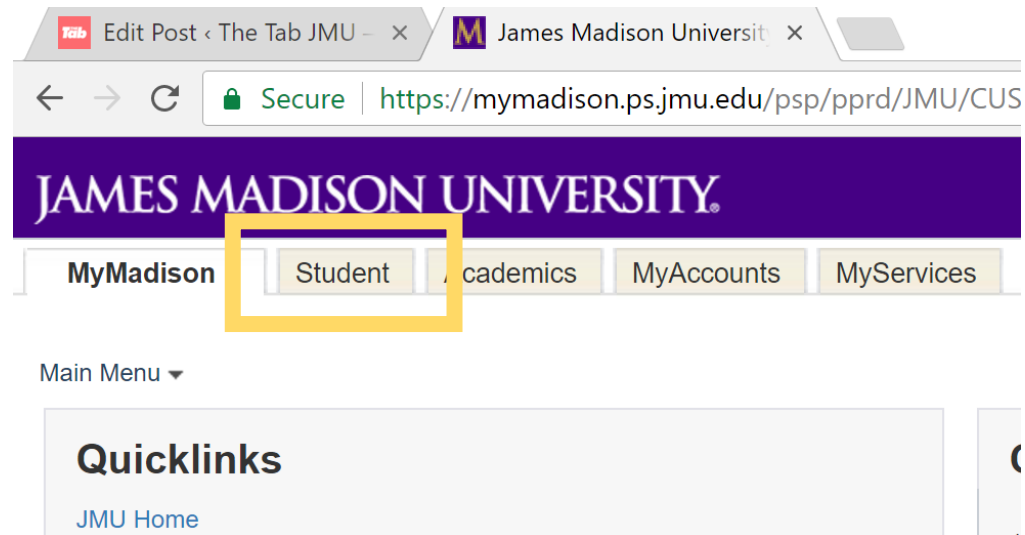 Tab Edit Post ‹ The Tab JMU – × M James Madison Universit ×
Secure https://mymadison.ps.jmu.edu/psp/pprd/JMU/CUS
JAMES MADISON UNIVERSITY®
MyMadison Student Academics MyAccounts MyServices
Main Menu
Quicklinks
JMU Home